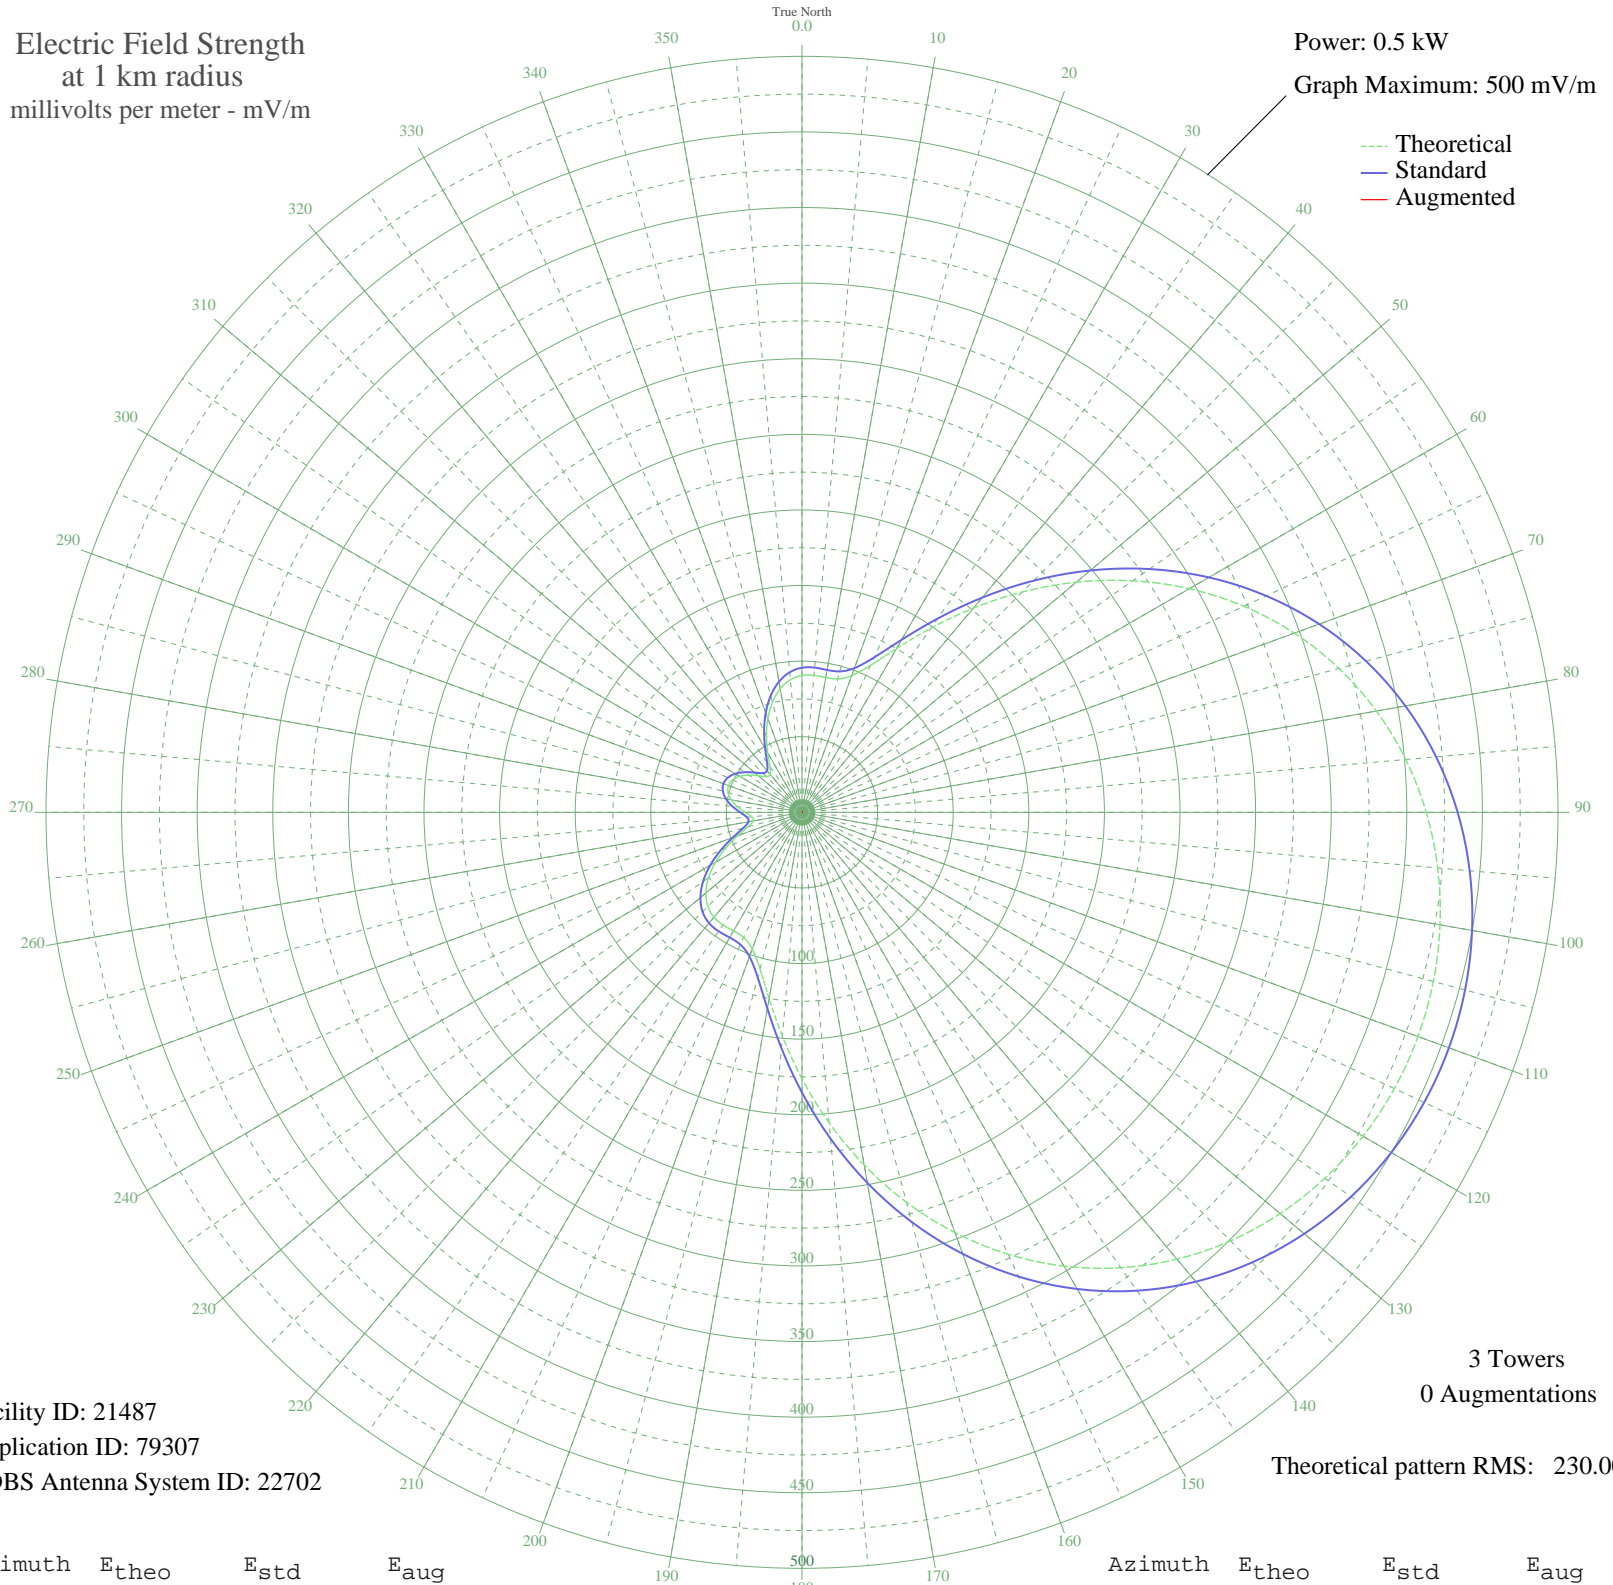 True North
Electric Field Strength
at 1 km radius
millivolts per meter - mV/m
Power: 0.5 kW
Graph Maximum: 500 mV/m
Theoretical
Standard
Augmented
0.0
10
20
30
40
50
60
70
80
90
100
110
120
130
140
150
160
170
190
200
210
220
230
240
250
260
270
280
290
300
310
320
330
340
350
100
150
200
250
300
350
400
450
500
3 Towers
0 Augmentations
Theoretical pattern RMS: 230.00
cility ID: 21487
plication ID: 79307
DBS Antenna System ID: 22702
imuth Etheo Estd Eaug
Azimuth Etheo Estd Eaug